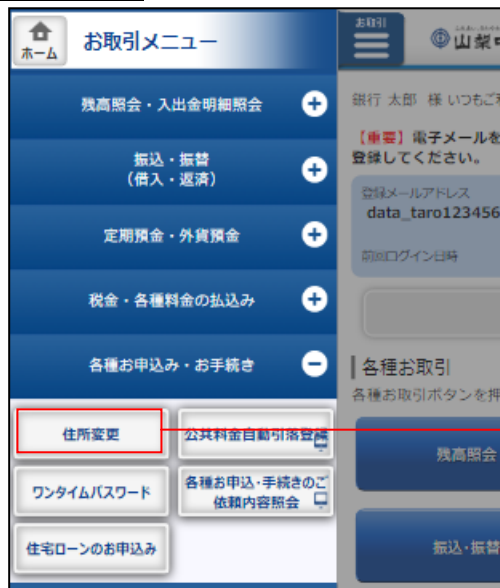 ホーム
お取引メニュー
残高照会・入出金明細照会
振込・振替
(借入・返済)
定期預金・外貨預金
税金・各種料金の払込み
各種お申込み・お手続き
住所変更
公共料金自動引落登録
ワンタイムパスワード
各種お申込・手続きのご
依頼内容照会
住宅ローンのお申込み
お取引
山梨
銀行 太郎 様 いつもご
【重要】電子メールを
登録してください。
登録メールアドレス
data_taro123456
前回ログイン日時
各種お取引
各種お取引ボタンを押
残高照会
振込・振替